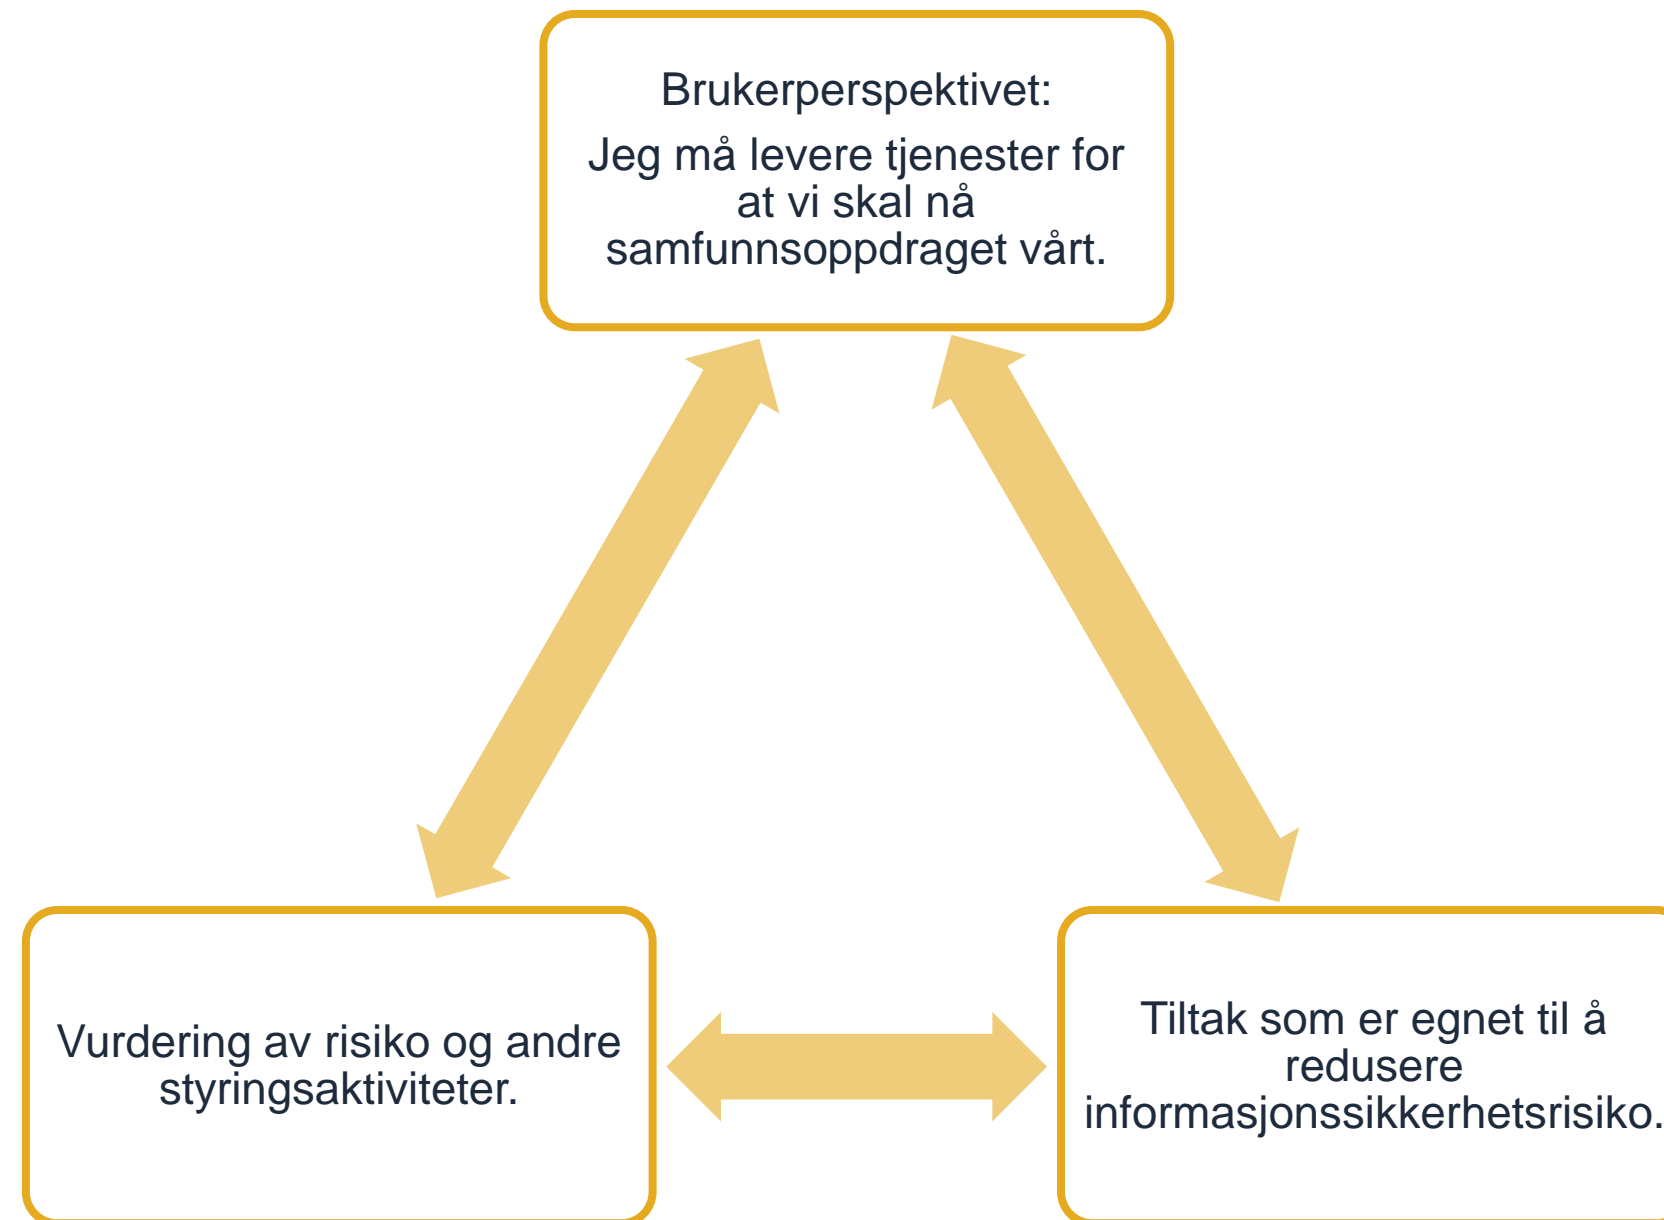 Brukerperspektivet:
Jeg må levere tjenester for
at vi skal nå
samfunnsoppdraget vårt.
Vurdering av risiko og andre
styringsaktiviteter.
Tiltak som er egnet til å
redusere
informasjonssikkerhetsrisiko.